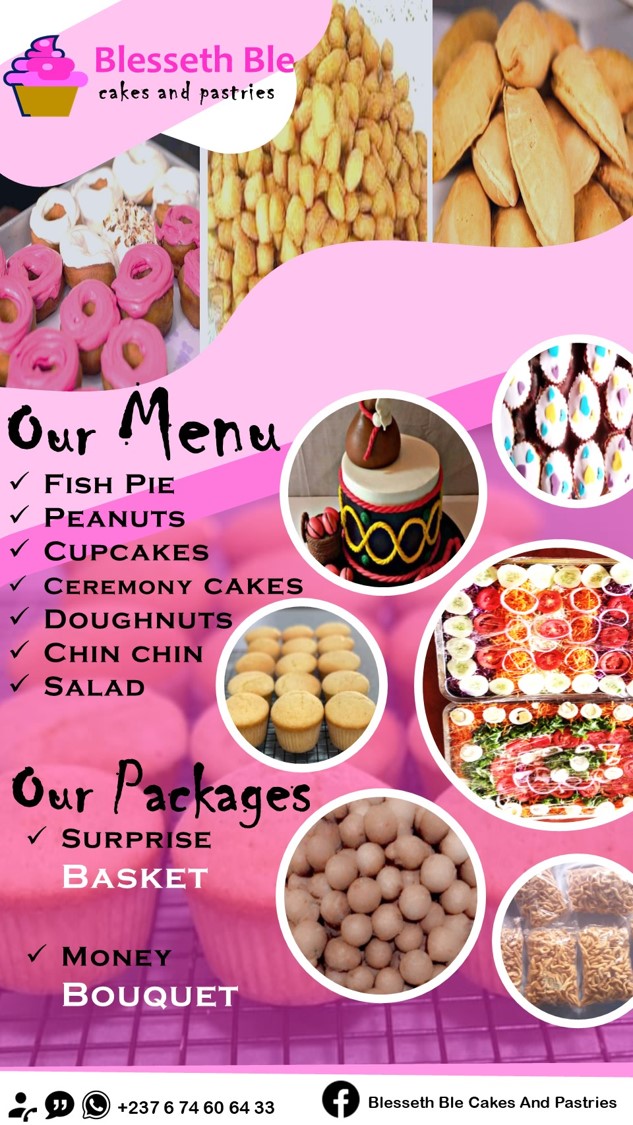 Blesseth Ble
cakes and pastries
Our Menu
✓ Fish Pie
✓ Peanuts
✓ Cupcakes
✓ Ceremony CAKES
✓ Doughnuts
✓ Chin chin
✓ Salad
Our Packages
✓ Surprise
Basket
✓ Money
Bouquet
+237 6 74 60 64 33
Blesseth Ble Cakes And Pastries